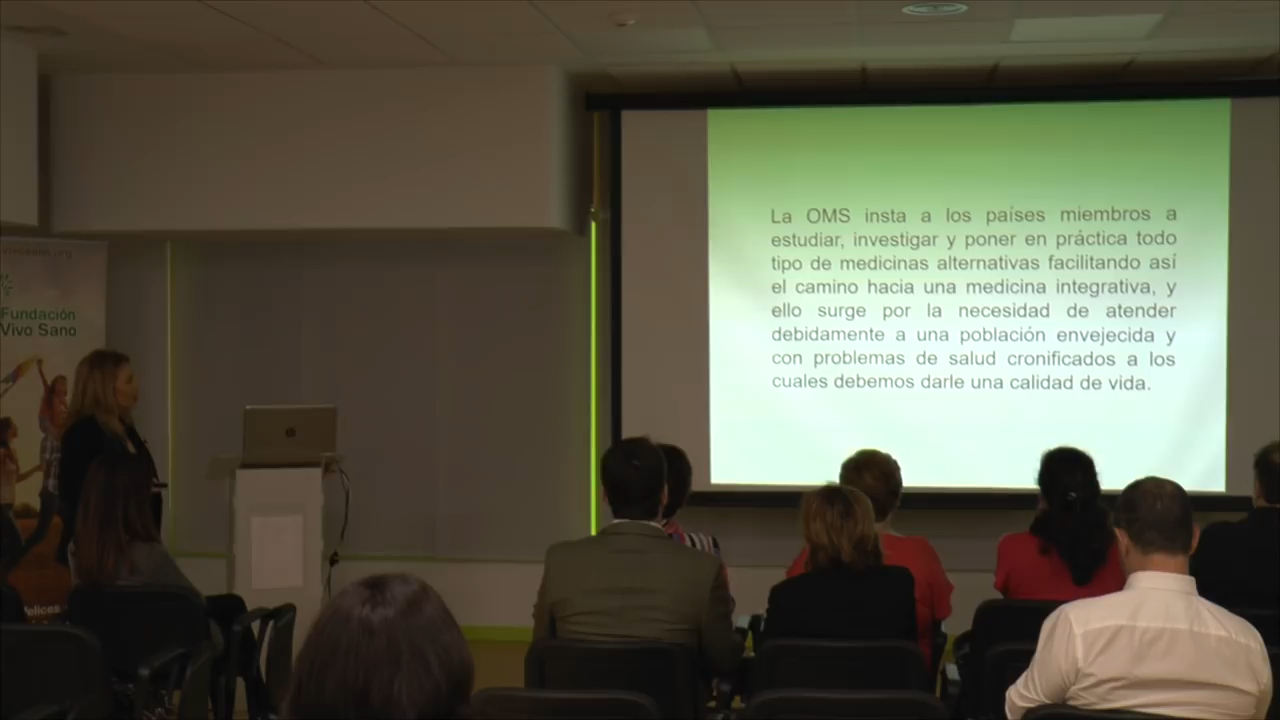 Fundación
Vivo Sano
felices
La OMS insta a los países miembros a
estudiar, investigar y poner en práctica todo
tipo de medicinas alternativas facilitando así
el camino hacia una medicina integrativa, y
ello surge por la necesidad de atender
debidamente a una población envejecida y
con problemas de salud cronificados a los
cuales debemos darle una calidad de vida.